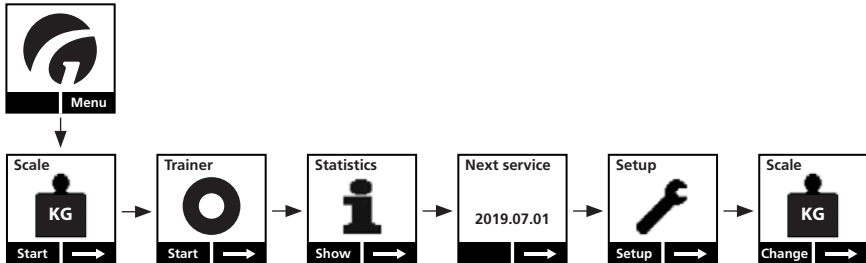 Menu
Scale
KG
Start
Trainer
Start
Statistics
Show
Next service
2019.07.01
Setup
Setup
Scale
KG
Change